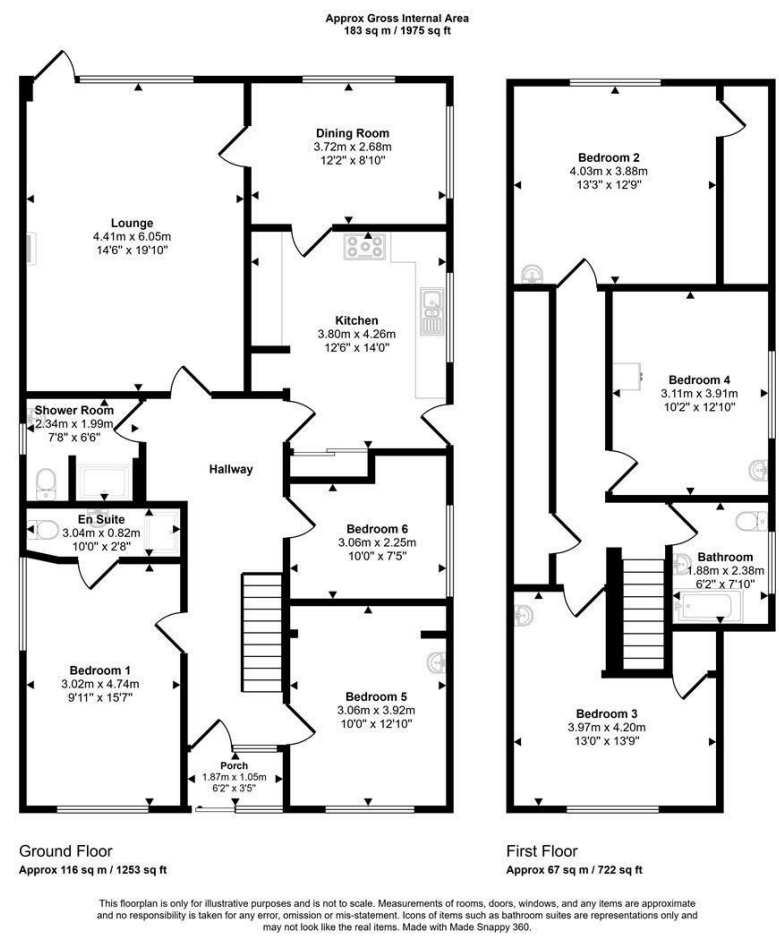 Approx Gross Internal Area
183 sq m / 1975 sq ft
Dining Room
3.72m x 2.68m
12'2" x 8'10"
Lounge
4.41m x 6.05m
14'6" x 19'10"
Kitchen
3.80m x 4.26m
12'6" x 14'0"
Shower Room
2.34m x 1.99m
7'8" x 6'6"
Hallway
En Suite
3.04m x 0.82m
10'0" x 2'8"
Bedroom 6
3.06m x 2.25m
10'0" x 7'5"
Bedroom 1
3.02m x 4.74m
9'11" x 15'7"
Bedroom 5
3.06m x 3.92m
10'0" x 12'10"
Porch
1.87m x 1.05m
6'2" x 3'5"
Ground Floor
Approx 116 sq m / 1253 sq ft
Bedroom 2
4.03m x 3.88m
13'3" x 12'9"
Bedroom 4
3.11m x 3.91m
10'2" x 12'10"
Bathroom
1.88m x 2.38m
6'2" x 7'10"
Bedroom 3
3.97m x 4.20m
13'0" x 13'9"
First Floor
Approx 67 sq m / 722 sq ft
This floorplan is only for illustrative purposes and is not to scale. Measurements of rooms, doors, windows, and any items are approximate
and no responsibility is taken for any error, omission or mis-statement. Icons of items such as bathroom suites are representations only and
may not look like the real items. Made with Made Snappy 360.